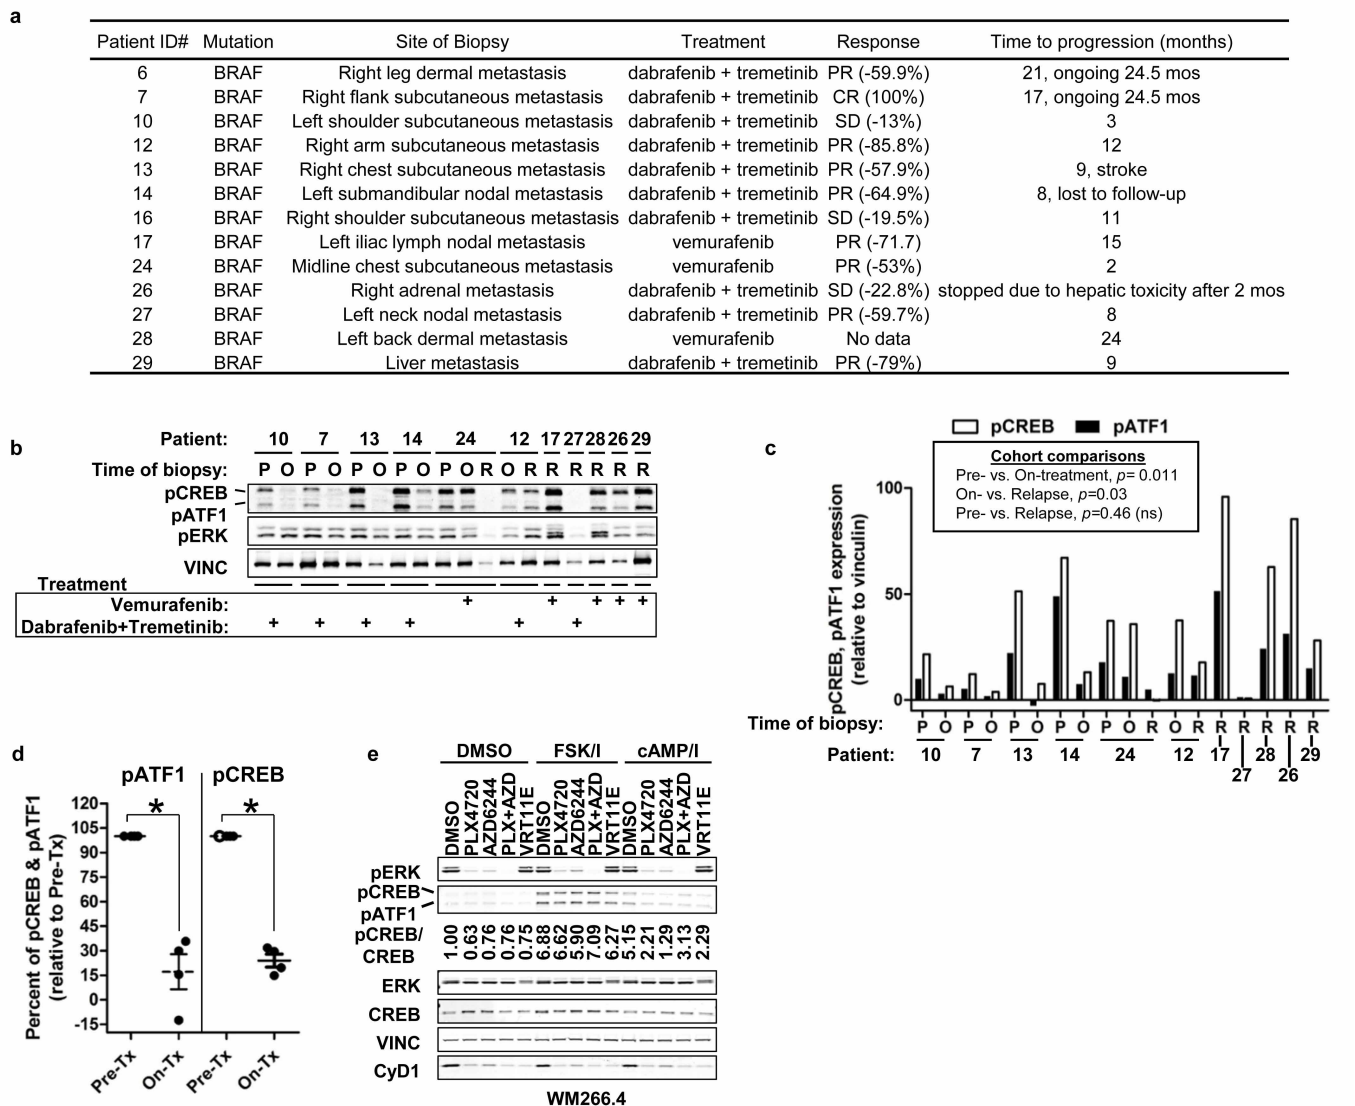 a
Patient ID# Mutation Site of Biopsy Treatment Response Time to progression (months)
6 BRAF Right leg dermal metastasis dabrafenib + tremetinib PR (-59.9%) 21, ongoing 24.5 mos
7 BRAF Right flank subcutaneous metastasis dabrafenib + tremetinib CR (100%) 17, ongoing 24.5 mos
10 BRAF Left shoulder subcutaneous metastasis dabrafenib + tremetinib SD (-13%) 3
12 BRAF Right arm subcutaneous metastasis dabrafenib + tremetinib PR (-85.8%) 12
13 BRAF Right chest subcutaneous metastasis dabrafenib + tremetinib PR (-57.9%) 9, stroke
14 BRAF Left submandibular nodal metastasis dabrafenib + tremetinib PR (-64.9%) 8, lost to follow-up
16 BRAF Right shoulder subcutaneous metastasis dabrafenib + tremetinib SD (-19.5%) 11
17 BRAF Left iliac lymph nodal metastasis vemurafenib PR (-71.7) 15
24 BRAF Midline chest subcutaneous metastasis vemurafenib PR (-53%) 2
26 BRAF Right adrenal metastasis dabrafenib + tremetinib SD (-22.8%) stopped due to hepatic toxicity after 2 mos
27 BRAF Left neck nodal metastasis dabrafenib + tremetinib PR (-59.7%) 8
28 BRAF Left back dermal metastasis vemurafenib No data 24
29 BRAF Liver metastasis dabrafenib + tremetinib PR (-79%) 9
b
Patient: 10 7 13 14 24 12 17 27 28 26 29
Time of biopsy: P O P O P O P O P O R O R R R R R R
pCREB
pATF1
pERK
VINC
Treatment
Vemurafenib: + + + + +
Dabrafenib+Tremetinib: + + + + + +
c
pCREB pATF1
Cohort comparisons
Pre- vs. On-treatment, p= 0.011
On- vs. Relapse, p=0.03
Pre- vs Relapse, p=0.46 (ns)
pCREB, pATF1 expression
(relative to vinculin)
100
50
0
Time of biopsy: P O P O P O P O P O R O R R R R R R
Patient: 10 7 13 14 24 12 17 28 29
27 26
d
pATF1 pCREB
Percent of pCREB & pATF1
(relative to Pre-Tx)
120
105
90
75
60
45
30
15
0
-15
* *
Pre-Tx On-Tx Pre-Tx On-Tx
e
DMSO FSK/I cAMP/I
DMSO PLX4720 AZD6244 PLX+AZD VRT11E DMSO PLX4720 AZD6244 PLX+AZD VRT11E DMSO PLX4720 AZD6244 PLX+AZD VRT11E
pERK
pCREB
pATF1
pCREB/
CREB
1.00 0.63 0.76 0.76 0.75 6.88 6.62 5.90 7.09 6.27 5.15 2.21 1.29 3.13 2.29
ERK
CREB
VINC
CyD1
WM266.4